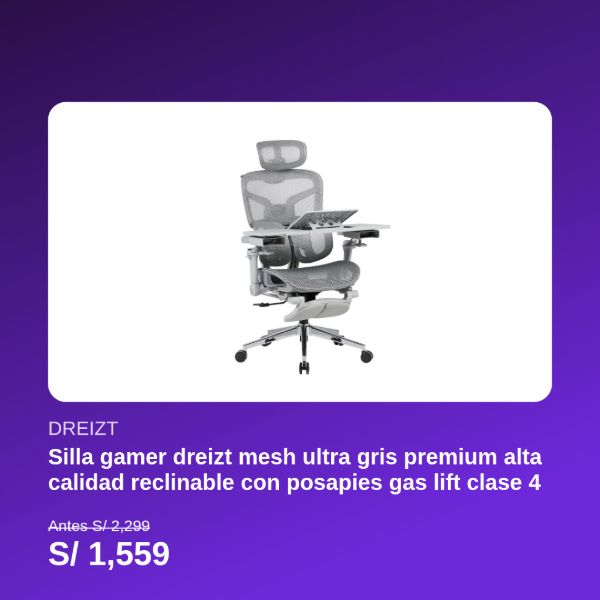 DREIZT
Silla gamer dreizt mesh ultra gris premium alta
calidad reclinable con posapies gas lift clase 4
Antes S/ 2,299
S/ 1,559